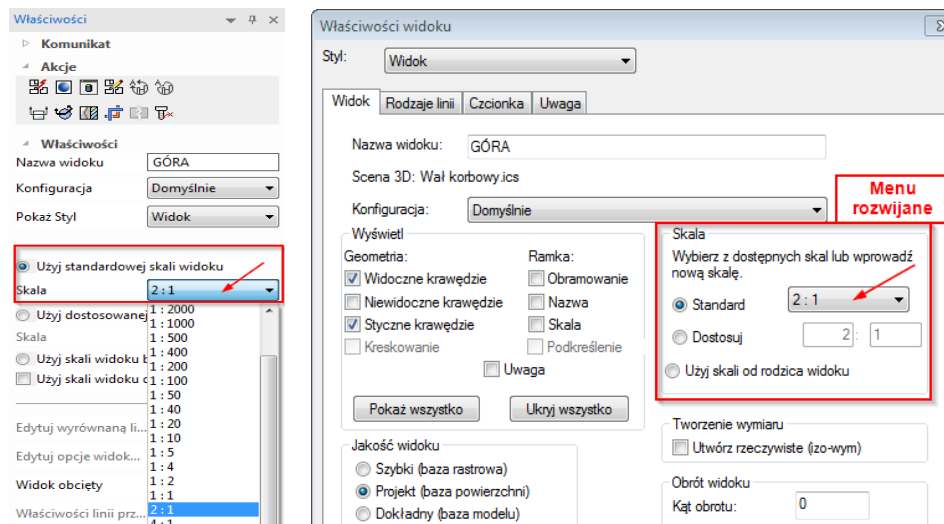 Właściwości
Komunikat
Akcje
Właściwości
Nazwa widoku GÓRA
Konfiguracja Domyślnie
Pokaż Styl Widok
Użyj standardowej skali widoku
Skala 2 : 1
1 : 2000
Użyj dostosowanej 1 : 1000
Skala 1 : 500
1 : 400
Użyj skali widoku 1 : 200
Użyj skali widoku 1 : 100
1 : 50
1 : 40
Edytuj wyrównaną li... 1 : 20
1 : 10
Edytuj opcje widok... 1 : 5
1 : 4
Widok obcięty 1 : 2
1 : 1
Właściwości linii prz... 2 : 1
4 : 1
Właściwości widoku
Styl: Widok
Widok Rodzaje linii Czcionka Uwaga
Nazwa widoku: GÓRA
Scena 3D: Wał korbowy.ics
Konfiguracja: Domyślnie
Menu
rozwijane
Wyświetl
Geometria: Ramka:
Widoczne krawędzie Obramowanie
Niewidoczne krawędzie Nazwa
Styczne krawędzie Skala
Kreskowanie Podkreślenie
Uwaga
Pokaż wszystko Ukryj wszystko
Skala
Wybierz z dostępnych skal lub wprowadź
nową skalę.
Standard 2 : 1
Dostosuj 2 : 1
Użyj skali od rodzica widoku
Jakość widoku
Szybki (baza rastrowa)
Projekt (baza powierzchni)
Dokładny (baza modelu)
Tworzenie wymiaru
Utwórz rzeczywiste (izo-wym)
Obrót widoku
Kąt obrotu: 0